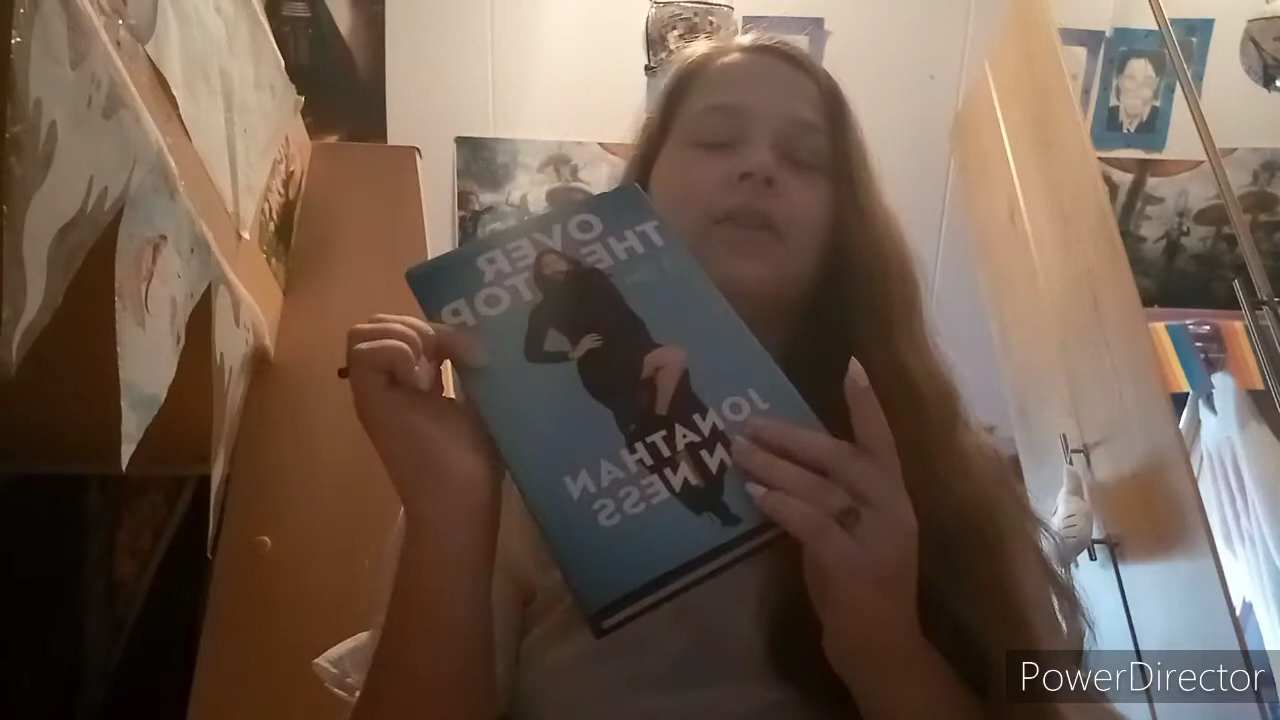 OVER
THE
TOP
JONATHAN
VAN NESS
PowerDirector